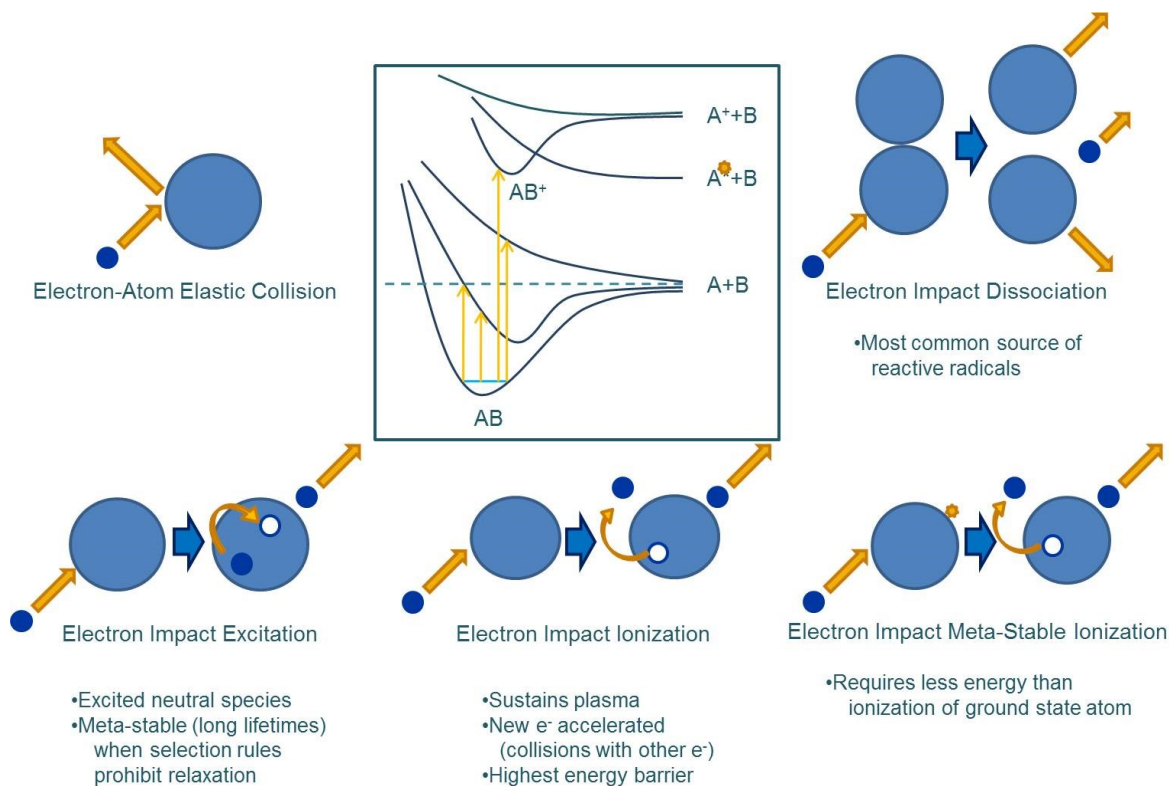 A⁺+B
A*+B
AB⁺
A+B
AB
Electron-Atom Elastic Collision
Electron Impact Dissociation
•Most common source of
reactive radicals
Electron Impact Excitation
•Excited neutral species
•Meta-stable (long lifetimes)
when selection rules
prohibit relaxation
Electron Impact Ionization
•Sustains plasma
•New e⁻ accelerated
(collisions with other e⁻)
•Highest energy barrier
Electron Impact Meta-Stable Ionization
•Requires less energy than
ionization of ground state atom